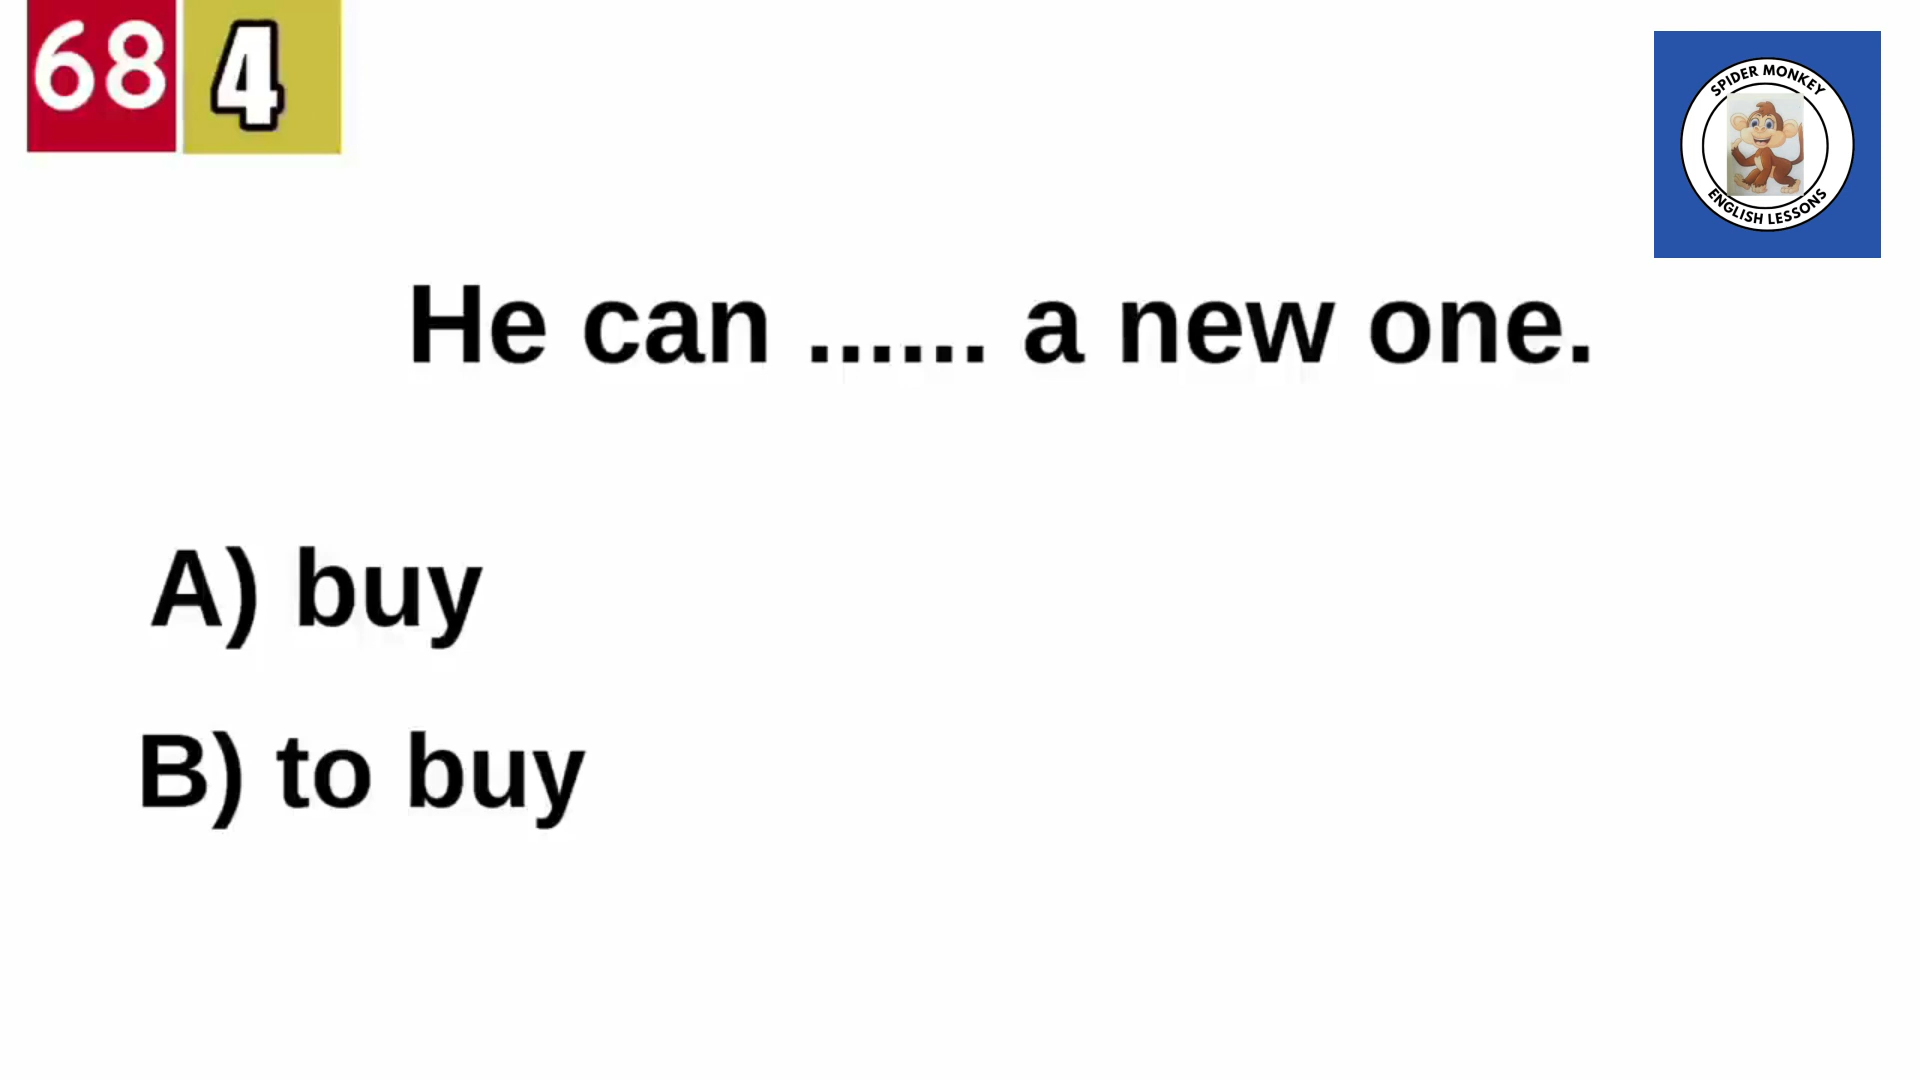 68 4
SPIDER MONKEY
ENGLISH LESSONS
He can ...... a new one.
A) buy
B) to buy